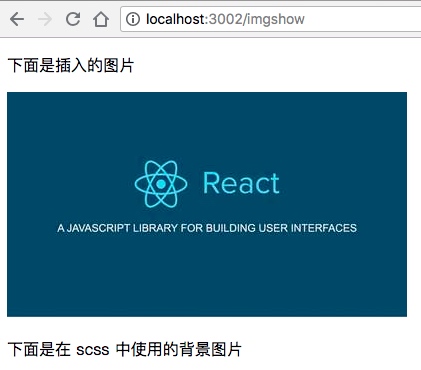 localhost:3002/imgshow
下面是插入的图片
React
A JAVASCRIPT LIBRARY FOR BUILDING USER INTERFACES
下面是在 scss 中使用的背景图片